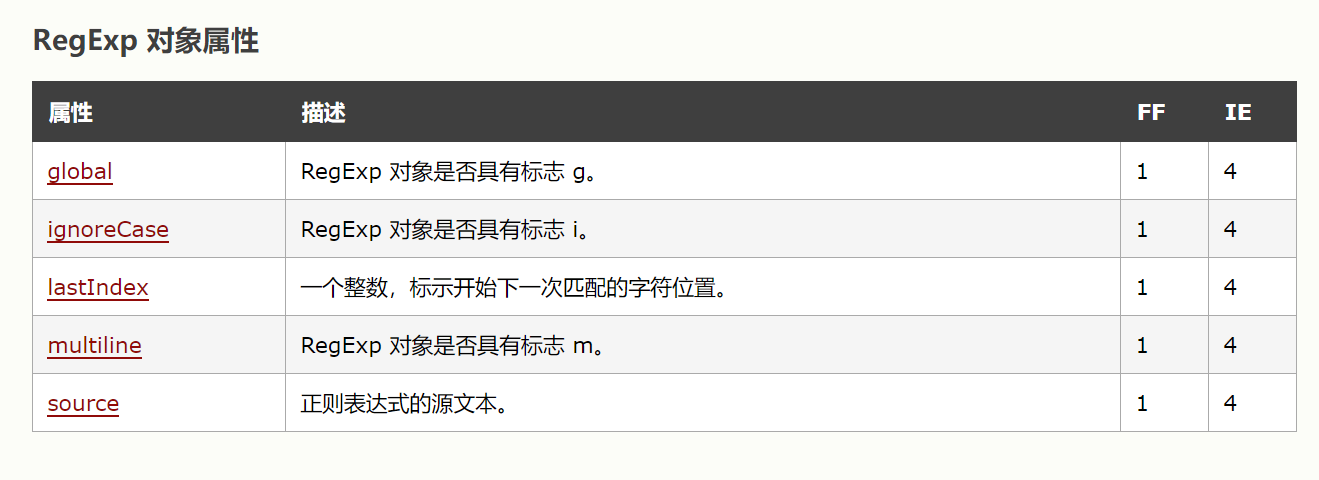 RegExp 对象属性
属性 描述 FF IE
global RegExp 对象是否具有标志 g。 1 4
ignoreCase RegExp 对象是否具有标志 i。 1 4
lastIndex 一个整数，标示开始下一次匹配的字符位置。 1 4
multiline RegExp 对象是否具有标志 m。 1 4
source 正则表达式的源文本。 1 4